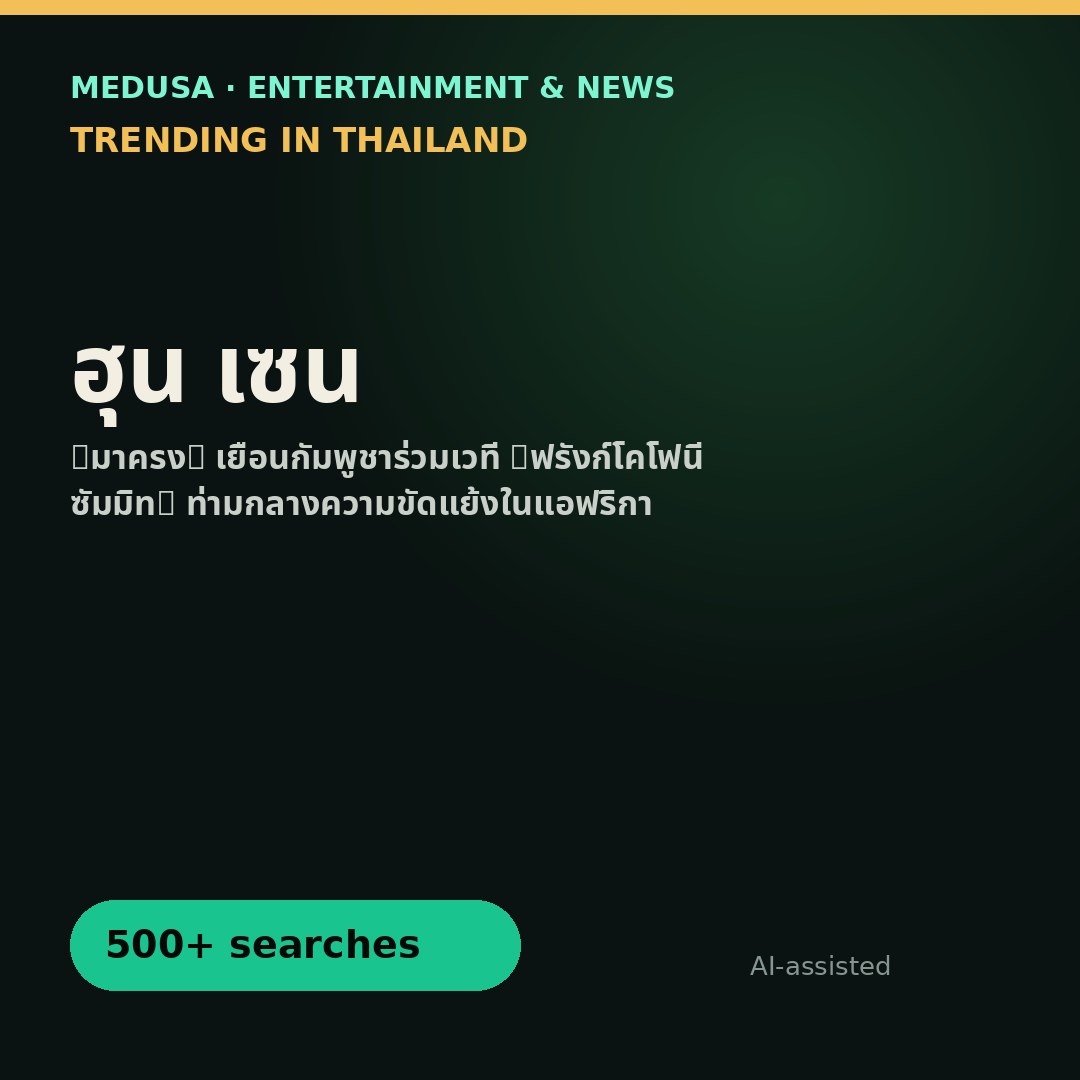 MEDUSA · ENTERTAINMENT & NEWS
TRENDING IN THAILAND
ฮุน เซน
▯มาครง▯ เยือนกัมพูชาร่วมเวที ▯ฟรังก์โคโฟนี
ซัมมิท▯ ท่ามกลางความขัดแย้งในแอฟริกา
500+ searches
AI-assisted